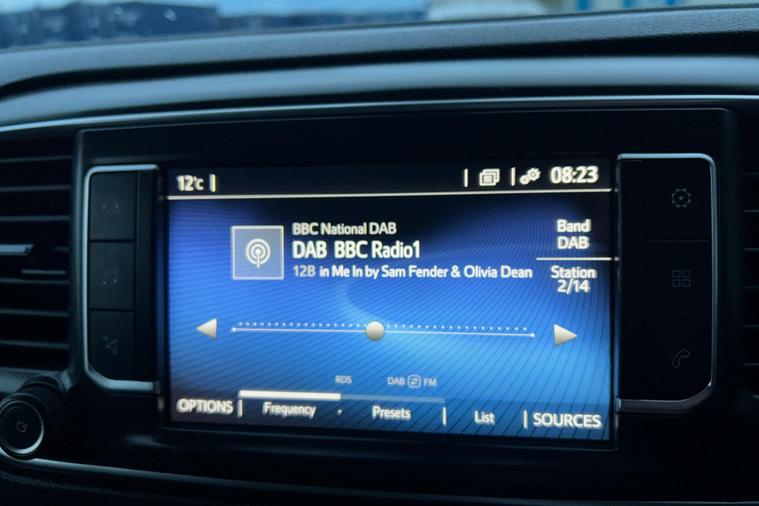 12°C
08:23
BBC National DAB
DAB BBC Radio1
12B in Me In by Sam Fender & Olivia Dean
Band
DAB
Station
2/14
RDS
DAB FM
OPTIONS
Frequency
Presets
List
SOURCES